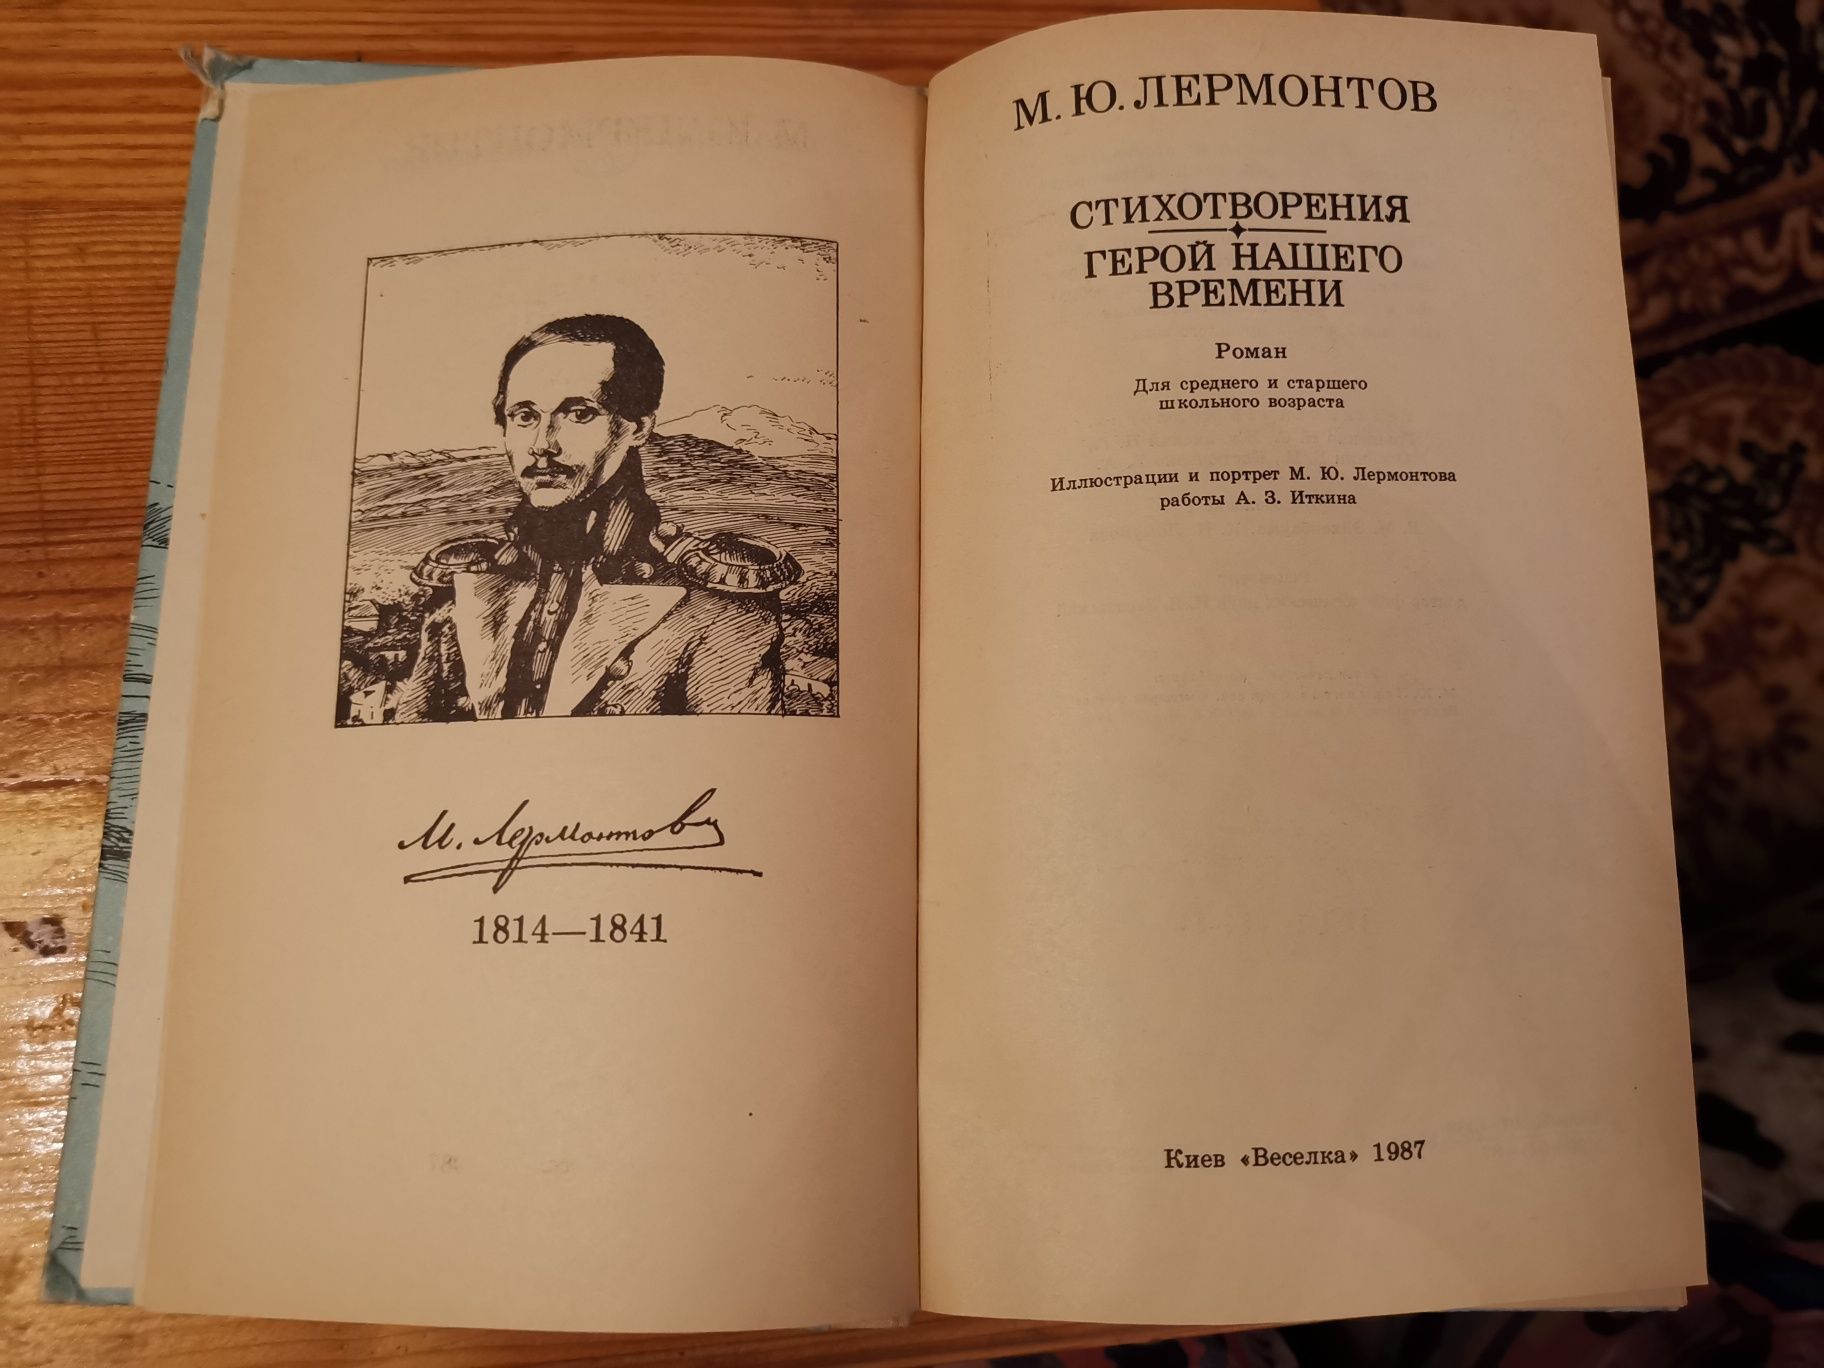 М. Лермонтов
1814—1841
М. Ю. ЛЕРМОНТОВ
СТИХОТВОРЕНИЯ
ГЕРОЙ НАШЕГО
ВРЕМЕНИ
Роман
Для среднего и старшего
школьного возраста
Иллюстрации и портрет М. Ю. Лермонтова
работы А. З. Иткина
Киев «Веселка» 1987